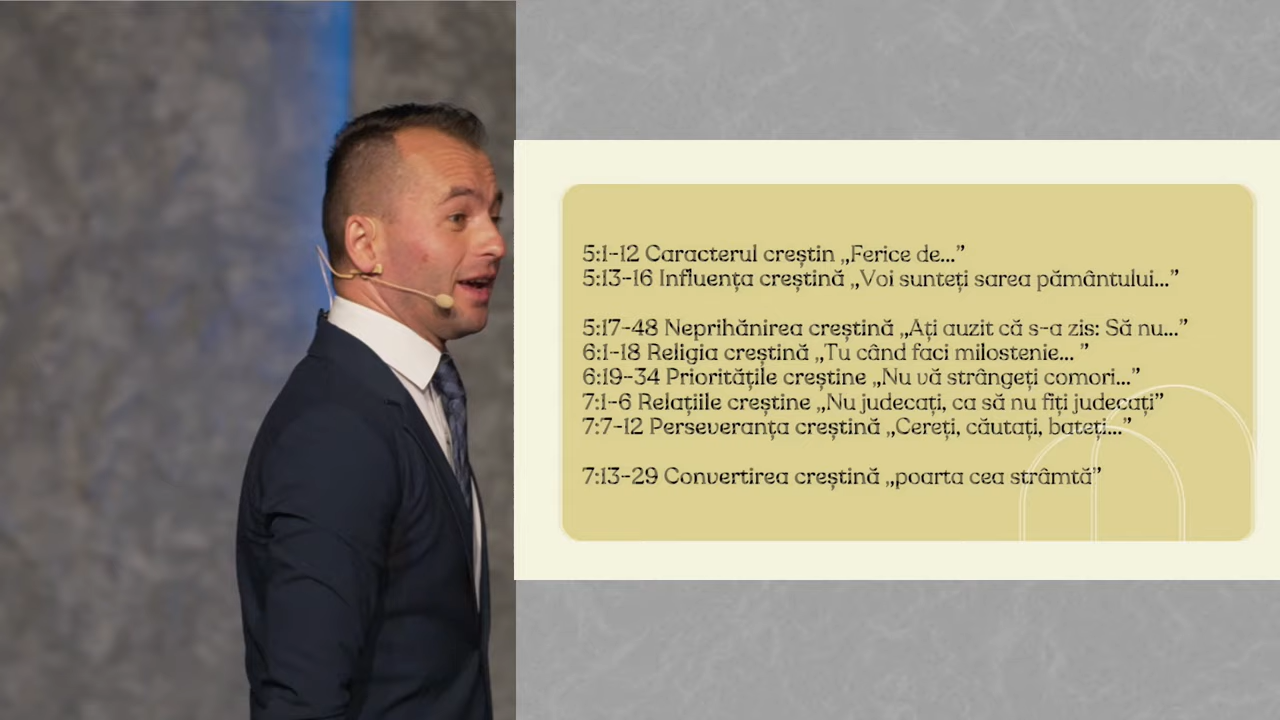 5:1-12 Caracterul creștin „Ferice de...”
5:13-16 Influența creștină „Voi sunteți sarea pământului...”
5:17-48 Neprihănirea creștină „Ați auzit că s-a zis: Să nu...”
6:1-18 Religia creștină „Tu când faci milostenie... ”
6:19-34 Prioritățile creștine „Nu vă strângeți comori...”
7:1-6 Relațiile creștine „Nu judecați, ca să nu fiți judecați”
7:7-12 Perseveranța creștină „Cereți, căutați, bateți...”
7:13-29 Convertirea creștină „poarta cea strâmtă”